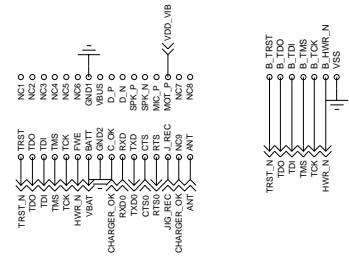 VDD_VIB
NC1
NC2
NC3
NC4
NC5
NC6
GND1
VBUS
D_P
D_N
SPK_P
SPK_N
MIC_P
MOT_P
NC7
NC8
TRST
TDO
TDI
TMS
TCK
FWE
BATT
GND2
C_OK
RXD
TXD
CTS
RTS
J_REC
NC9
ANT
TRST_N
TDO
TDI
TMS
TCK
HWR_N
VBAT
CHARGER_OK
RXD0
TXD0
CTS0
RTS0
JIG_REC
CHARGER_OK
ANT
B_TRST
B_TDO
B_TDI
B_TMS
B_TCK
B_HWR_N
VSS
TRST_N
TDO
TDI
TMS
TCK
HWR_N